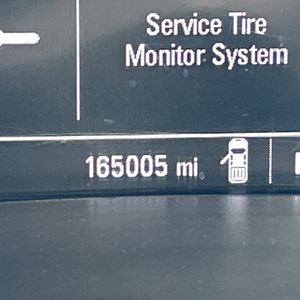 Service Tire
Monitor System
165005 mi